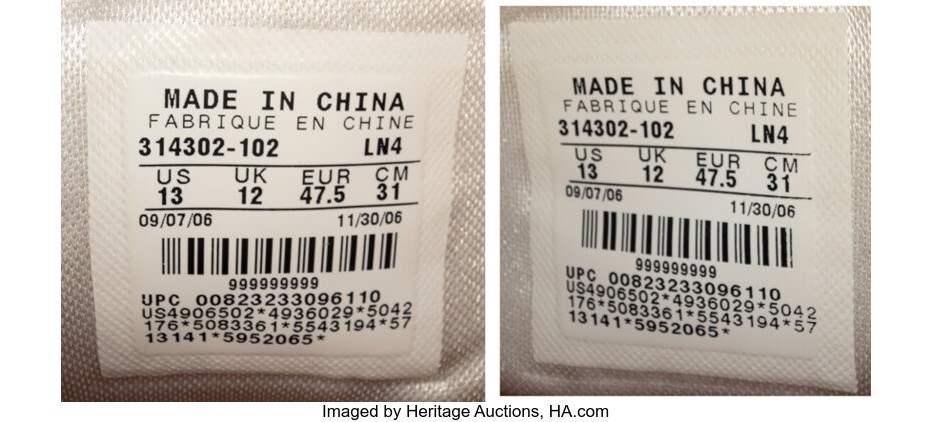 MADE IN CHINA
FABRIQUE EN CHINE
314302-102 LN4
US UK EUR CM
13 12 47.5 31
09/07/06 11/30/06
999999999
UPC 00823233096110
US4906502*4936029*5042
176*5083361*5543194*57
13141*5952065*
MADE IN CHINA
FABRIQUE EN CHINE
314302-102 LN4
US UK EUR CM
13 12 47.5 31
09/07/06 11/30/06
999999999
UPC 00823233096110
US4906502*4936029*5042
176*5083361*5543194*57
13141*5952065*
Imaged by Heritage Auctions, HA.com